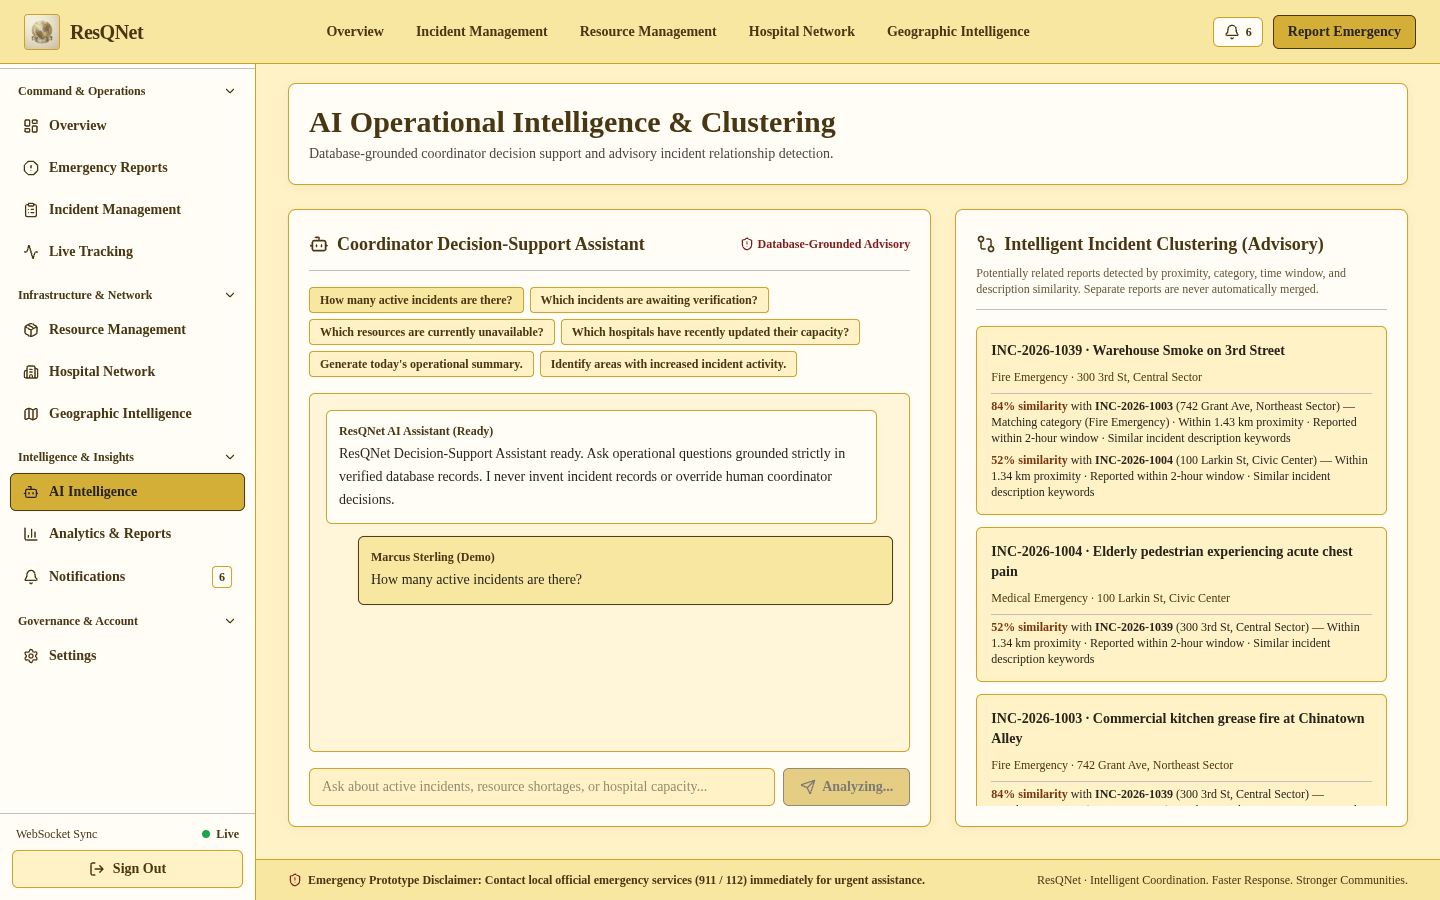 ResQNet
Overview
Incident Management
Resource Management
Hospital Network
Geographic Intelligence
6
Report Emergency
Command & Operations
Overview
Emergency Reports
Incident Management
Live Tracking
Infrastructure & Network
Resource Management
Hospital Network
Geographic Intelligence
Intelligence & Insights
AI Intelligence
Analytics & Reports
Notifications
6
Governance & Account
Settings
WebSocket Sync
Live
Sign Out
AI Operational Intelligence & Clustering
Database-grounded coordinator decision support and advisory incident relationship detection.
Coordinator Decision-Support Assistant
Database-Grounded Advisory
How many active incidents are there?
Which incidents are awaiting verification?
Which resources are currently unavailable?
Which hospitals have recently updated their capacity?
Generate today's operational summary.
Identify areas with increased incident activity.
ResQNet AI Assistant (Ready)
ResQNet Decision-Support Assistant ready. Ask operational questions grounded strictly in
verified database records. I never invent incident records or override human coordinator
decisions.
Marcus Sterling (Demo)
How many active incidents are there?
Ask about active incidents, resource shortages, or hospital capacity...
Analyzing...
Intelligent Incident Clustering (Advisory)
Potentially related reports detected by proximity, category, time window, and
description similarity. Separate reports are never automatically merged.
INC-2026-1039 · Warehouse Smoke on 3rd Street
Fire Emergency · 300 3rd St, Central Sector
84% similarity with INC-2026-1003 (742 Grant Ave, Northeast Sector) —
Matching category (Fire Emergency) · Within 1.43 km proximity · Reported
within 2-hour window · Similar incident description keywords
52% similarity with INC-2026-1004 (100 Larkin St, Civic Center) — Within
1.34 km proximity · Reported within 2-hour window · Similar incident
description keywords
INC-2026-1004 · Elderly pedestrian experiencing acute chest
pain
Medical Emergency · 100 Larkin St, Civic Center
52% similarity with INC-2026-1039 (300 3rd St, Central Sector) — Within
1.34 km proximity · Reported within 2-hour window · Similar incident
description keywords
INC-2026-1003 · Commercial kitchen grease fire at Chinatown
Alley
Fire Emergency · 742 Grant Ave, Northeast Sector
84% similarity with INC-2026-1039 (300 3rd St, Central Sector) —
Emergency Prototype Disclaimer: Contact local official emergency services (911 / 112) immediately for urgent assistance.
ResQNet · Intelligent Coordination. Faster Response. Stronger Communities.